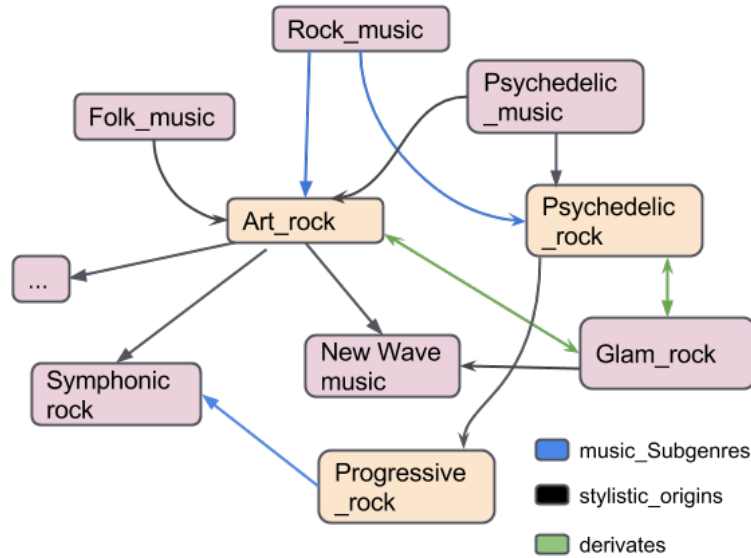 Rock_music
Psychedelic
_music
Folk_music
Art_rock
Psychedelic
_rock
...
Symphonic
rock
New Wave
music
Glam_rock
Progressive
_rock
music_Subgenres
stylistic_origins
derivates